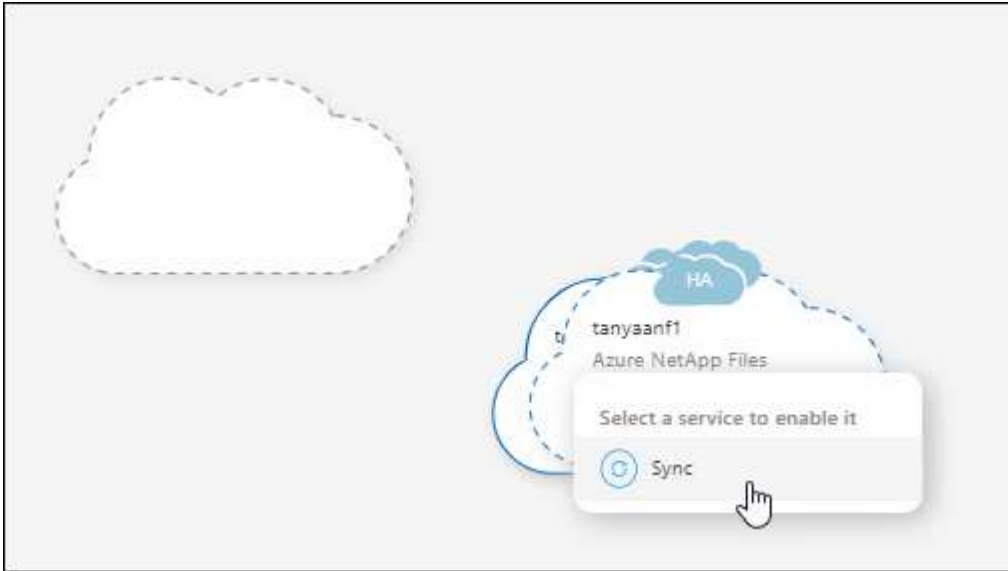 HA
tanyaanf1
Azure NetApp Files
Select a service to enable it
Sync